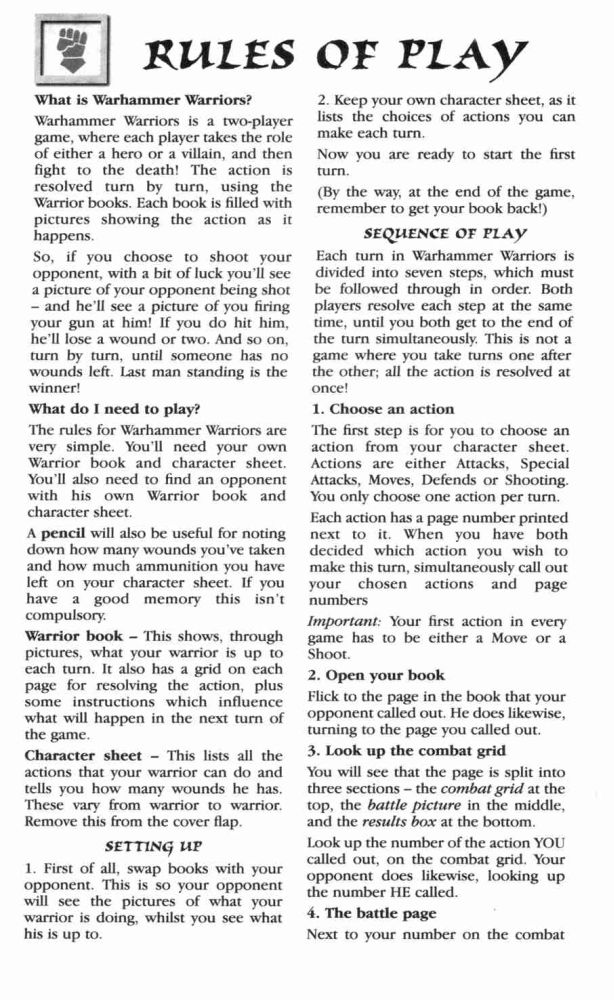 RULES OF PLAY
What is Warhammer Warriors?
Warhammer Warriors is a two-player
game, where each player takes the role
of either a hero or a villain, and then
fight to the death! The action is
resolved turn by turn, using the
Warrior books. Each book is filled with
pictures showing the action as it
happens.
So, if you choose to shoot your
opponent, with a bit of luck you'll see
a picture of your opponent being shot
– and he'll see a picture of you firing
your gun at him! If you do hit him,
he'll lose a wound or two. And so on,
turn by turn, until someone has no
wounds left. Last man standing is the
winner!
What do I need to play?
The rules for Warhammer Warriors are
very simple. You'll need your own
Warrior book and character sheet.
You'll also need to find an opponent
with his own Warrior book and
character sheet.
A pencil will also be useful for noting
down how many wounds you've taken
and how much ammunition you have
left on your character sheet. If you
have a good memory this isn't
compulsory.
Warrior book – This shows, through
pictures, what your warrior is up to
each turn. It also has a grid on each
page for resolving the action, plus
some instructions which influence
what will happen in the next turn of
the game.
Character sheet – This lists all the
actions that your warrior can do and
tells you how many wounds he has.
These vary from warrior to warrior.
Remove this from the cover flap.
SETTING UP
1. First of all, swap books with your
opponent. This is so your opponent
will see the pictures of what your
warrior is doing, whilst you see what
his is up to.
2. Keep your own character sheet, as it
lists the choices of actions you can
make each turn.
Now you are ready to start the first
turn.
(By the way, at the end of the game,
remember to get your book back!)
SEQUENCE OF PLAY
Each turn in Warhammer Warriors is
divided into seven steps, which must
be followed through in order. Both
players resolve each step at the same
time, until you both get to the end of
the turn simultaneously. This is not a
game where you take turns one after
the other; all the action is resolved at
once!
1. Choose an action
The first step is for you to choose an
action from your character sheet.
Actions are either Attacks, Special
Attacks, Moves, Defends or Shooting.
You only choose one action per turn.
Each action has a page number printed
next to it. When you have both
decided which action you wish to
make this turn, simultaneously call out
your chosen actions and page
numbers
Important: Your first action in every
game has to be either a Move or a
Shoot.
2. Open your book
Flick to the page in the book that your
opponent called out. He does likewise,
turning to the page you called out.
3. Look up the combat grid
You will see that the page is split into
three sections – the combat grid at the
top, the battle picture in the middle,
and the results box at the bottom.
Look up the number of the action YOU
called out, on the combat grid. Your
opponent does likewise, looking up
the number HE called.
4. The battle page
Next to your number on the combat